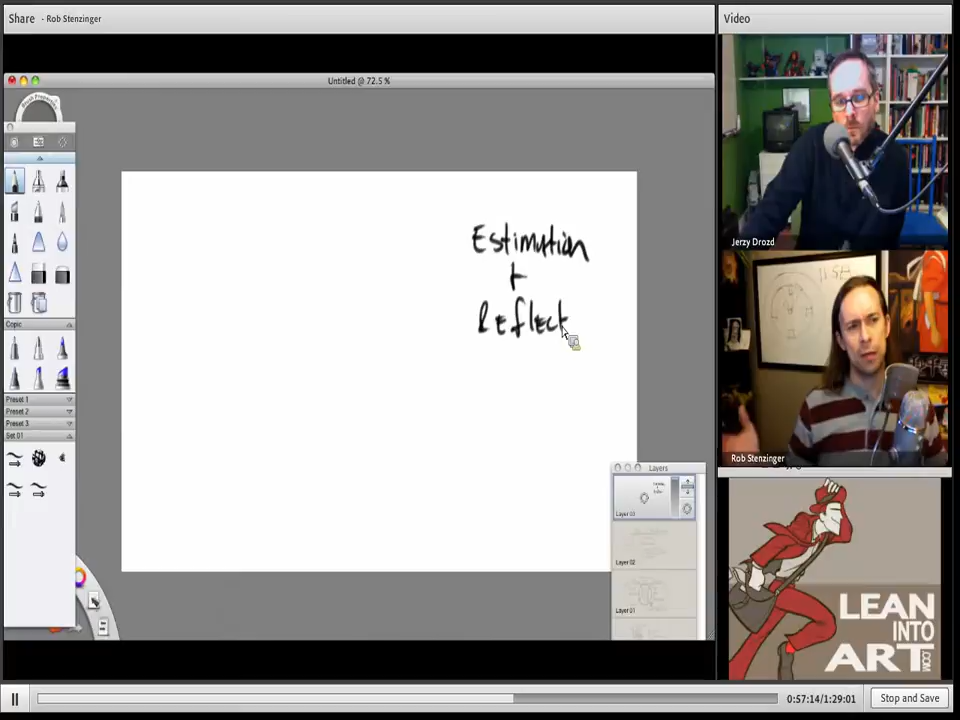 Share - Rob Stenzinger
Video
Untitled @ 72.5 %
Estimation
+
Reflect
Copic
Preset 1
Preset 2
Preset 3
Set 01
Layers
Layer 03
Layer 02
Layer 01
Jerzy Drozd
Rob Stenzinger
LEAN
INTO
ART
.COM
0:57:14/1:29:01
Stop and Save